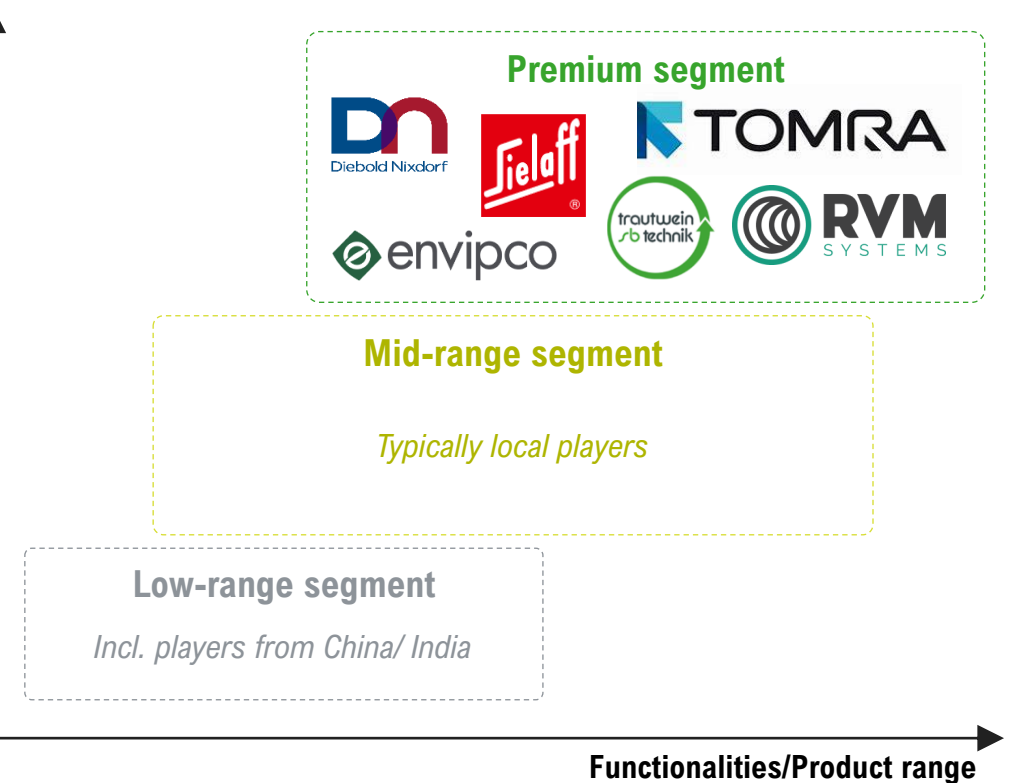 Premium segment
DN
Diebold Nixdorf
Sielaff
®
TOMRA
envipco
trautwein
sb technik
RVM
SYSTEMS
Mid-range segment
Typically local players
Low-range segment
Incl. players from China/ India
Functionalities/Product range